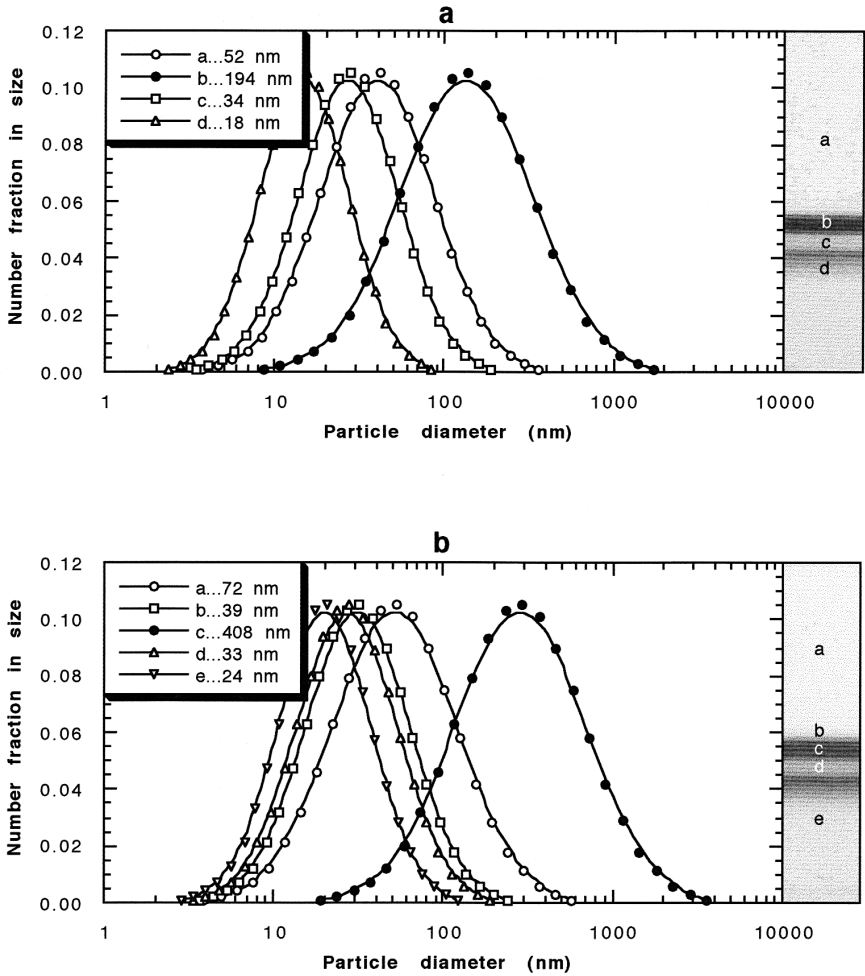 a
Number fraction in size
0.12
0.10
0.08
0.06
0.04
0.02
0.00
a...52 nm
b...194 nm
c...34 nm
d...18 nm
a
b
c
d
1 10 100 1000 10000
Particle diameter (nm)
b
Number fraction in size
0.12
0.10
0.08
0.06
0.04
0.02
0.00
a...72 nm
b...39 nm
c...408 nm
d...33 nm
e...24 nm
a
b
c
d
e
1 10 100 1000 10000
Particle diameter (nm)